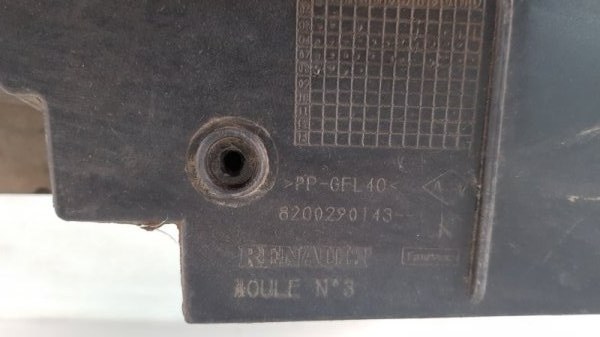 >PP-GFL40<
8200290143--
RENAULT
MOULE N°3